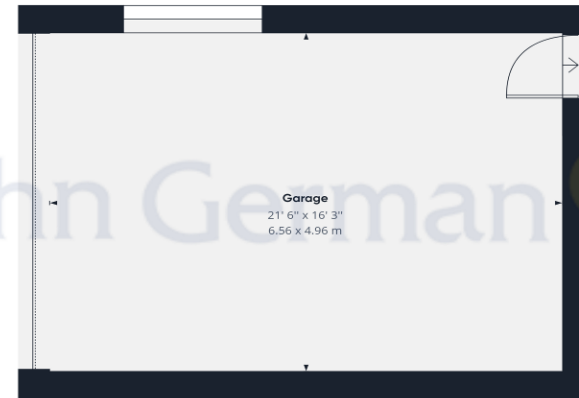 hn German
Garage
21' 6" x 16' 3"
6.56 x 4.96 m